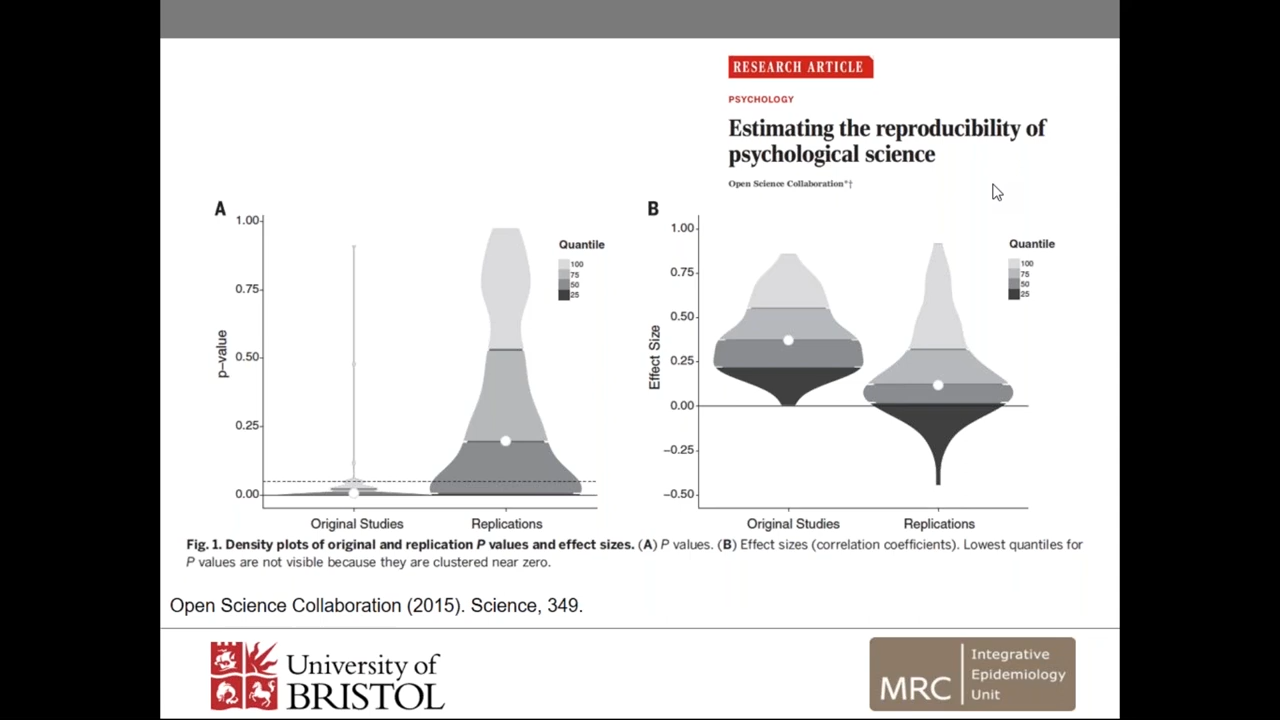 RESEARCH ARTICLE
PSYCHOLOGY
Estimating the reproducibility of
psychological science
Open Science Collaboration*†
A
1.00
0.75
0.50
0.25
0.00
p–value
Quantile
100
75
50
25
Original Studies
Replications
B
1.00
0.75
0.50
0.25
0.00
−0.25
−0.50
Effect Size
Quantile
100
75
50
25
Original Studies
Replications
Fig. 1. Density plots of original and replication P values and effect sizes. (A) P values. (B) Effect sizes (correlation coefficients). Lowest quantiles for
P values are not visible because they are clustered near zero.
Open Science Collaboration (2015). Science, 349.
University of
BRISTOL
MRC
Integrative
Epidemiology
Unit